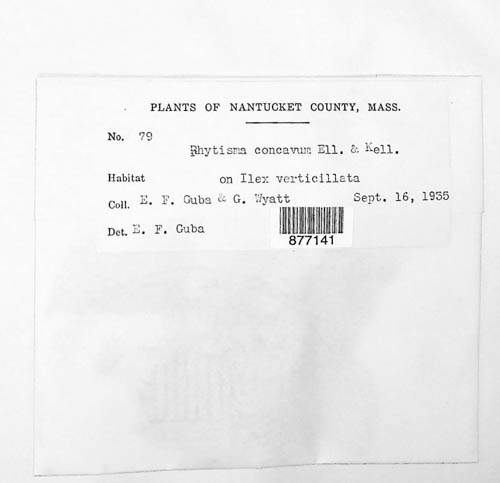 PLANTS OF NANTUCKET COUNTY, MASS.
No. 79
Rhytisma concavum Ell. & Kell.
Habitat on Ilex verticillata
Coll. E. F. Guba & G. Wyatt Sept. 16, 1935
Det. E. F. Guba
877141